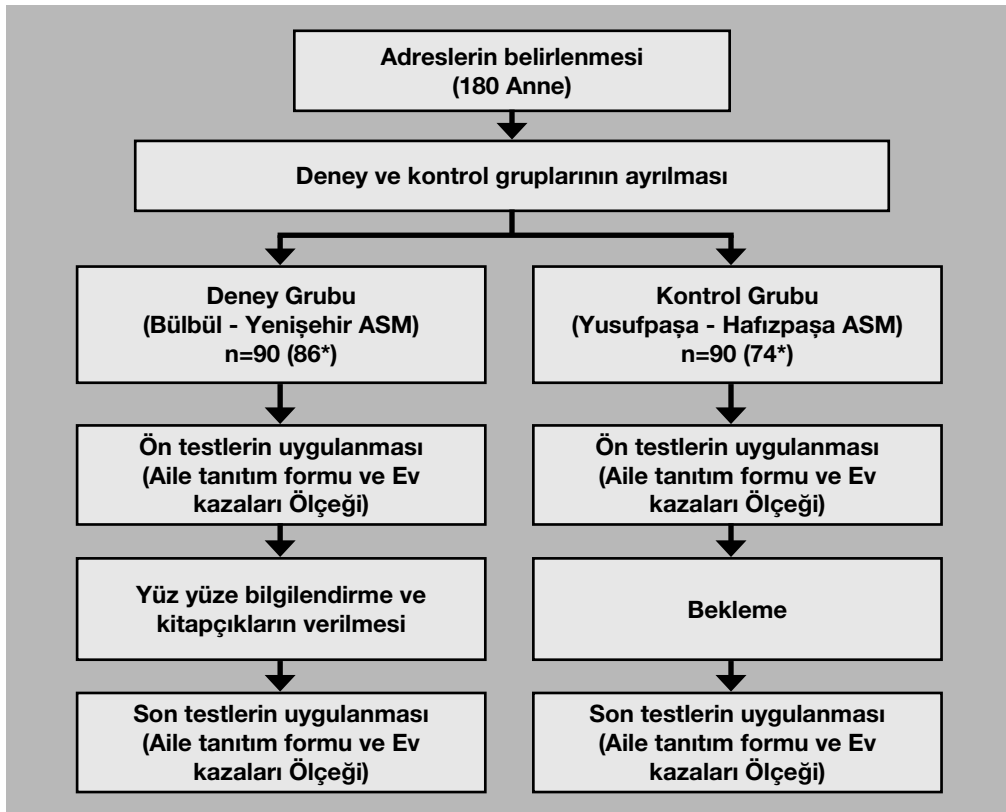 Adreslerin belirlenmesi
(180 Anne)
Deney ve kontrol gruplarının ayrılması
Deney Grubu
(Bülbül - Yenişehir ASM)
n=90 (86*)
Kontrol Grubu
(Yusufpaşa - Hafızpaşa ASM)
n=90 (74*)
Ön testlerin uygulanması
(Aile tanıtım formu ve Ev
kazaları Ölçeği)
Ön testlerin uygulanması
(Aile tanıtım formu ve Ev
kazaları Ölçeği)
Yüz yüze bilgilendirme ve
kitapçıkların verilmesi
Bekleme
Son testlerin uygulanması
(Aile tanıtım formu ve Ev
kazaları Ölçeği)
Son testlerin uygulanması
(Aile tanıtım formu ve Ev
kazaları Ölçeği)